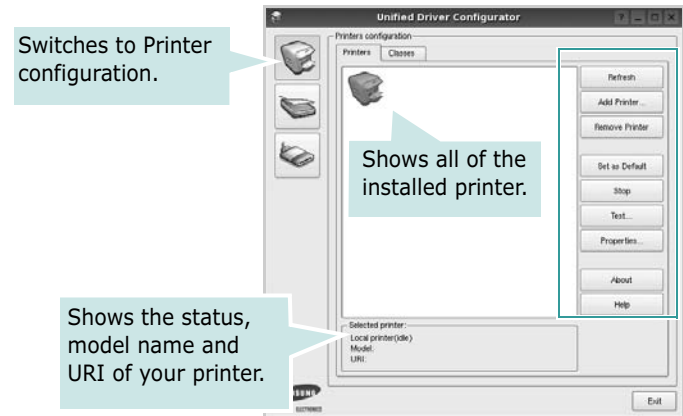 Unified Driver Configurator
Switches to Printer
configuration.
Printers configuration
Printers
Classes
Refresh
Add Printer...
Remove Printer
Shows all of the
installed printer.
Set as Default
Stop
Test...
Properties...
About
Help
Shows the status,
model name and
URI of your printer.
Selected printer:
Local printer(idle)
Model:
URI:
ELECTRONICS
Exit